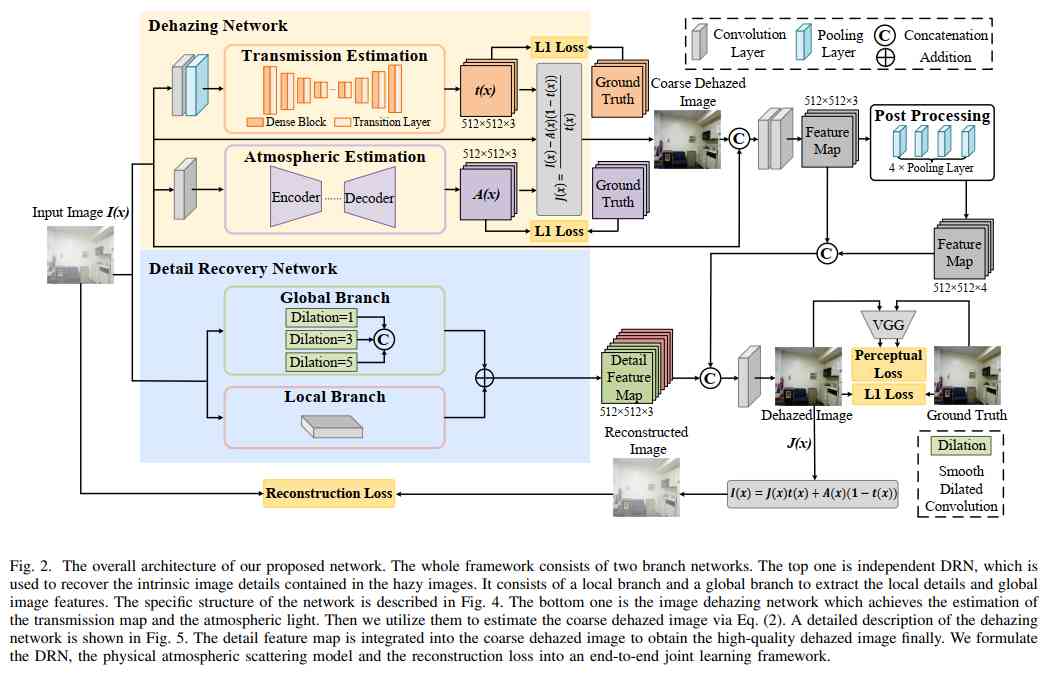 Dehazing Network
Transmission Estimation
Dense Block
Transition Layer
t(x)
512×512×3
L1 Loss
Ground
Truth
J(x) = I(x) − A(x)(1 − t(x)) / t(x)
Atmospheric Estimation
Encoder ...... Decoder
512×512×3
A(x)
Ground
Truth
L1 Loss
Coarse Dehazed
Image
C
Convolution
Layer
Pooling
Layer
C
Concatenation
Addition
512×512×3
Feature
Map
Post Processing
4 × Pooling Layer
Feature
Map
512×512×4
C
Input Image I(x)
Detail Recovery Network
Global Branch
Dilation=1
Dilation=3
Dilation=5
C
Local Branch
Detail
Feature
Map
512×512×3
C
VGG
Perceptual
Loss
L1 Loss
Dehazed Image
Ground Truth
J(x)
Reconstructed
Image
Reconstruction Loss
I(x) = J(x)t(x) + A(x)(1 − t(x))
Dilation
Smooth
Dilated
Convolution
Fig. 2. The overall architecture of our proposed network. The whole framework consists of two branch networks. The top one is independent DRN, which is
used to recover the intrinsic image details contained in the hazy images. It consists of a local branch and a global branch to extract the local details and global
image features. The specific structure of the network is described in Fig. 4. The bottom one is the image dehazing network which achieves the estimation of
the transmission map and the atmospheric light. Then we utilize them to estimate the coarse dehazed image via Eq. (2). A detailed description of the dehazing
network is shown in Fig. 5. The detail feature map is integrated into the coarse dehazed image to obtain the high-quality dehazed image finally. We formulate
the DRN, the physical atmospheric scattering model and the reconstruction loss into an end-to-end joint learning framework.